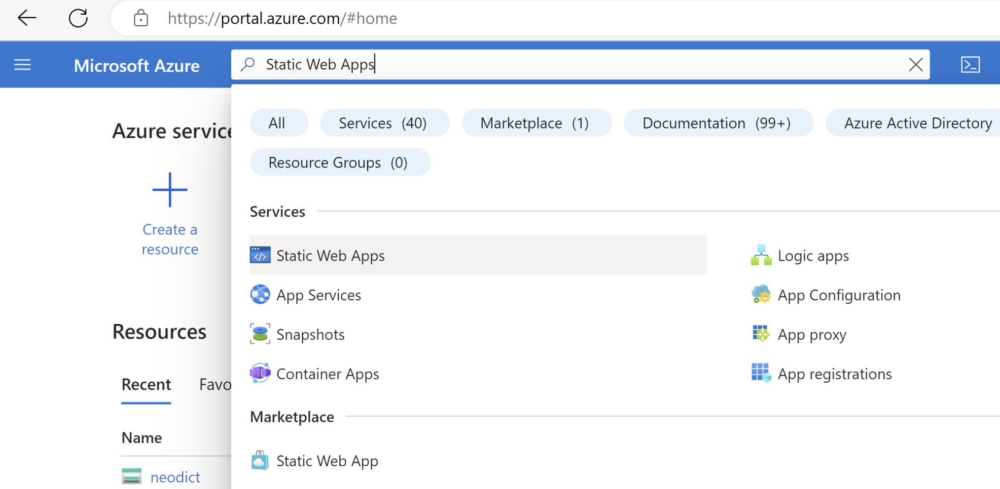 https://portal.azure.com/#home
Microsoft Azure
Static Web Apps
All
Services (40)
Marketplace (1)
Documentation (99+)
Azure Active Directory
Resource Groups (0)
Azure service
Create a
resource
Resources
Recent
Favo
Name
neodict
Services
Static Web Apps
App Services
Snapshots
Container Apps
Logic apps
App Configuration
App proxy
App registrations
Marketplace
Static Web App